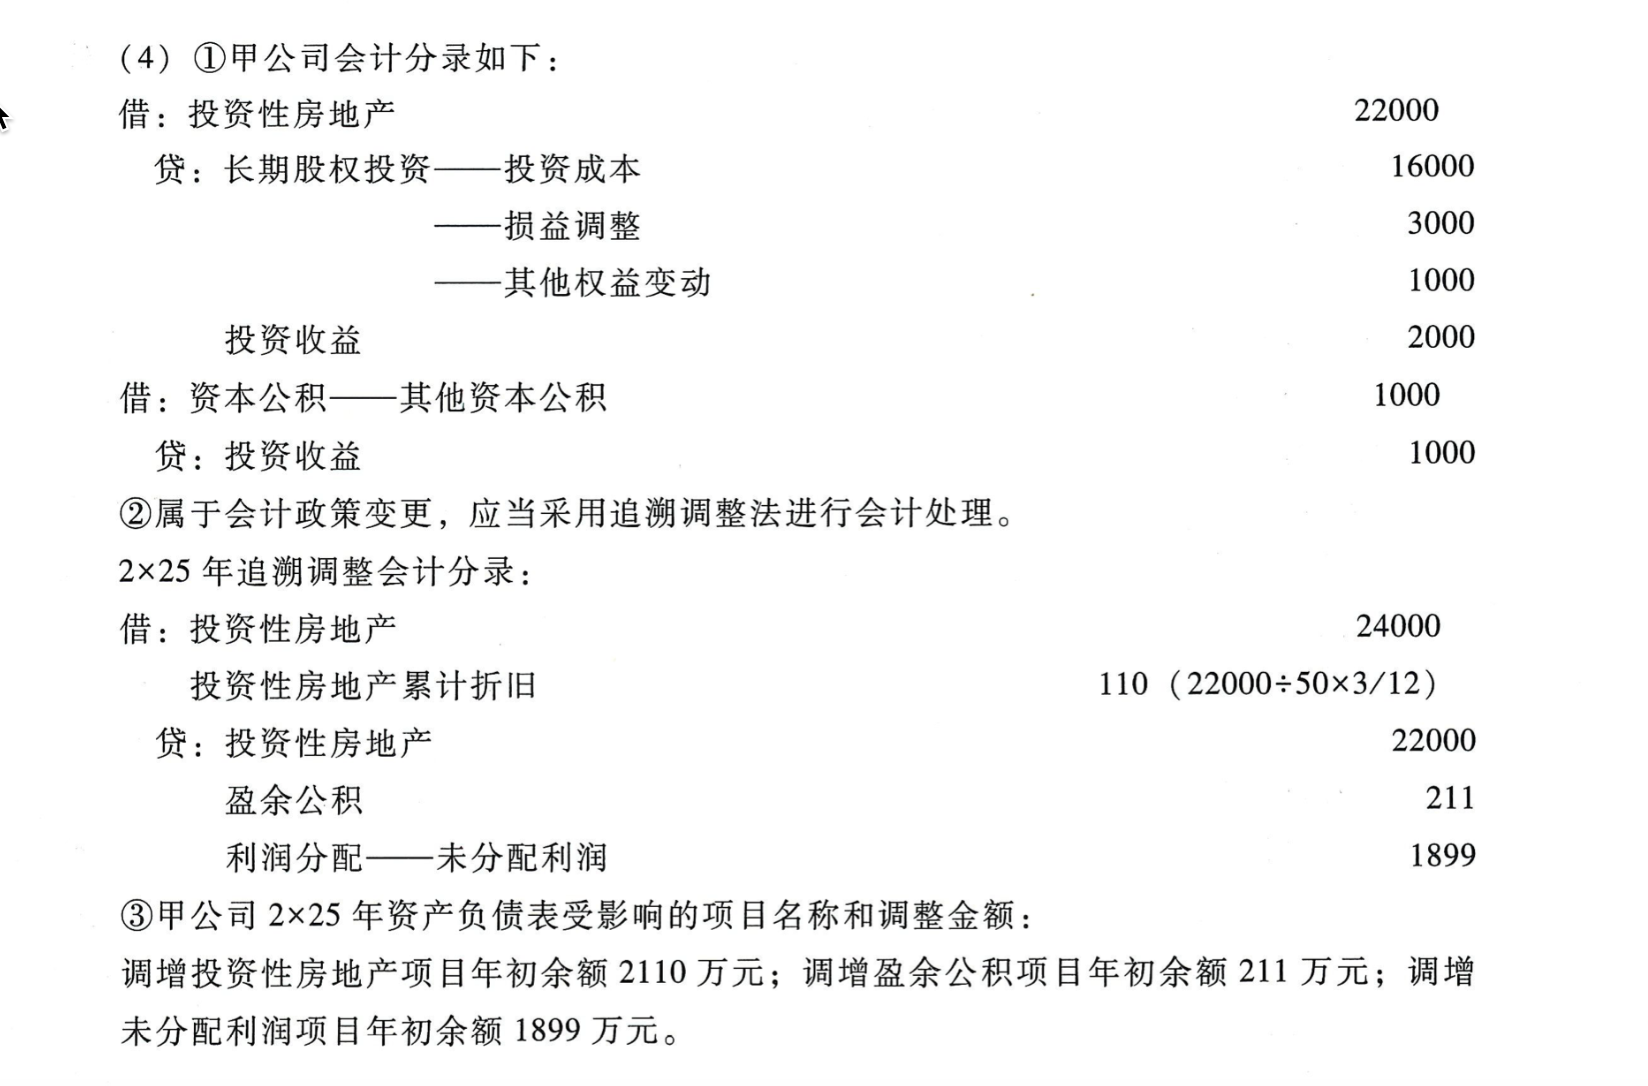 （4）①甲公司会计分录如下：
借：投资性房地产 22000
贷：长期股权投资——投资成本 16000
——损益调整 3000
——其他权益变动 1000
投资收益 2000
借：资本公积——其他资本公积 1000
贷：投资收益 1000
②属于会计政策变更，应当采用追溯调整法进行会计处理。
2×25 年追溯调整会计分录：
借：投资性房地产 24000
投资性房地产累计折旧 110（22000÷50×3/12）
贷：投资性房地产 22000
盈余公积 211
利润分配——未分配利润 1899
③甲公司 2×25 年资产负债表受影响的项目名称和调整金额：
调增投资性房地产项目年初余额 2110 万元；调增盈余公积项目年初余额 211 万元；调增
未分配利润项目年初余额 1899 万元。